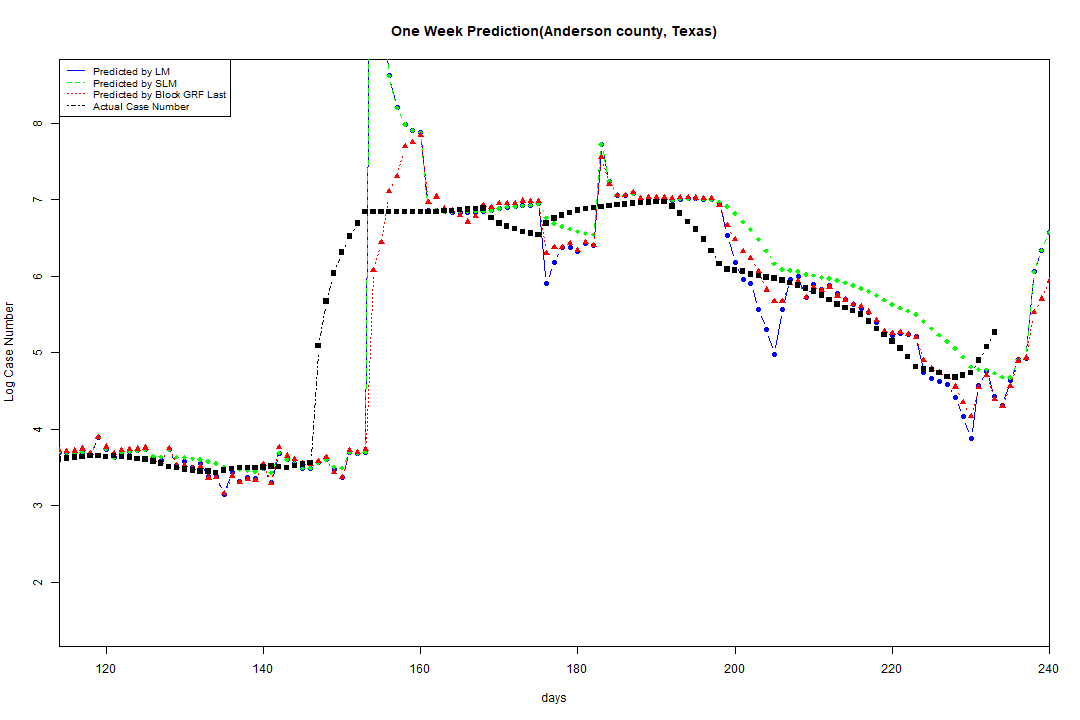 One Week Prediction(Anderson county, Texas)
Predicted by LM
Predicted by SLM
Predicted by Block GRF Last
Actual Case Number
8
7
6
5
4
3
2
Log Case Number
120 140 160 180 200 220 240
days